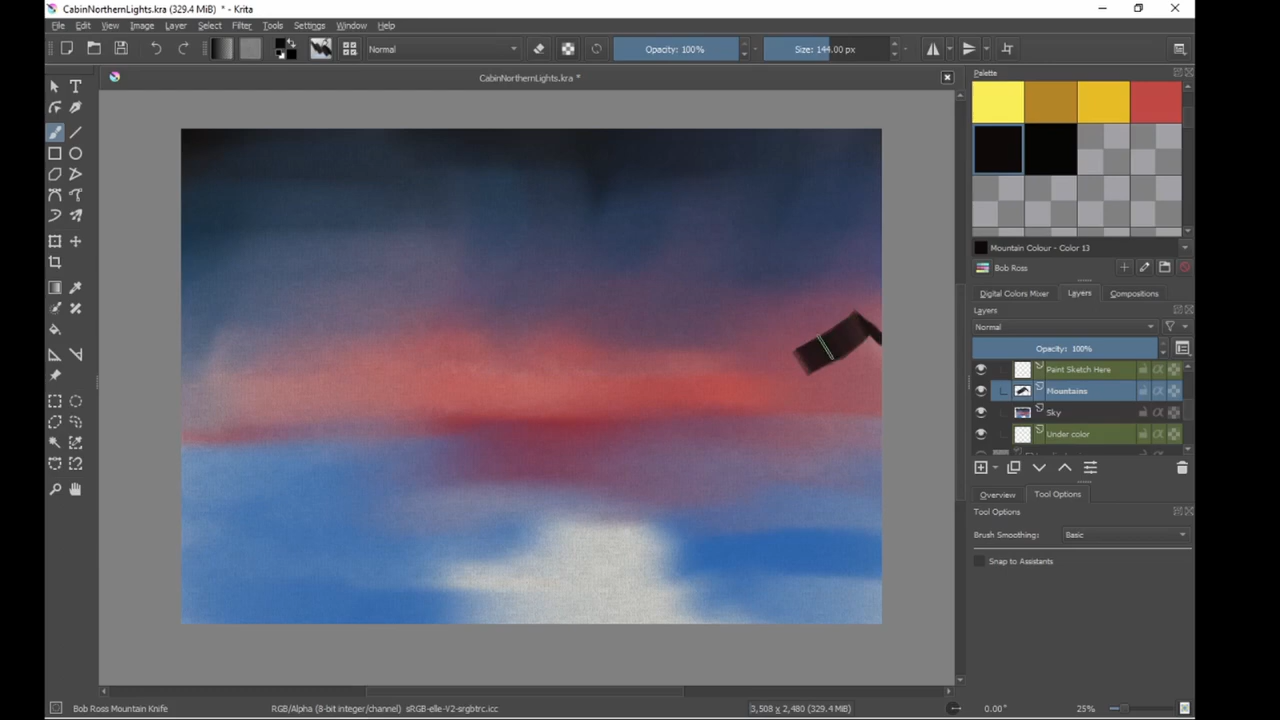 CabinNorthernLights.kra (329.4 MiB) * - Krita
File Edit View Image Layer Select Filter Tools Settings Window Help
Normal Opacity: 100% Size: 144.00 px
CabinNorthernLights.kra *
Palette
Mountain Colour - Color 13
Bob Ross
Digital Colors Mixer Layers Compositions
Layers
Normal
Opacity: 100%
Paint Sketch Here
Mountains
Sky
Under color
Overview Tool Options
Tool Options
Brush Smoothing: Basic
Snap to Assistants
Bob Ross Mountain Knife RGB/Alpha (8-bit integer/channel) sRGB-elle-V2-srgbtrc.icc 3,508 x 2,480 (329.4 MiB) 0.00° 25%